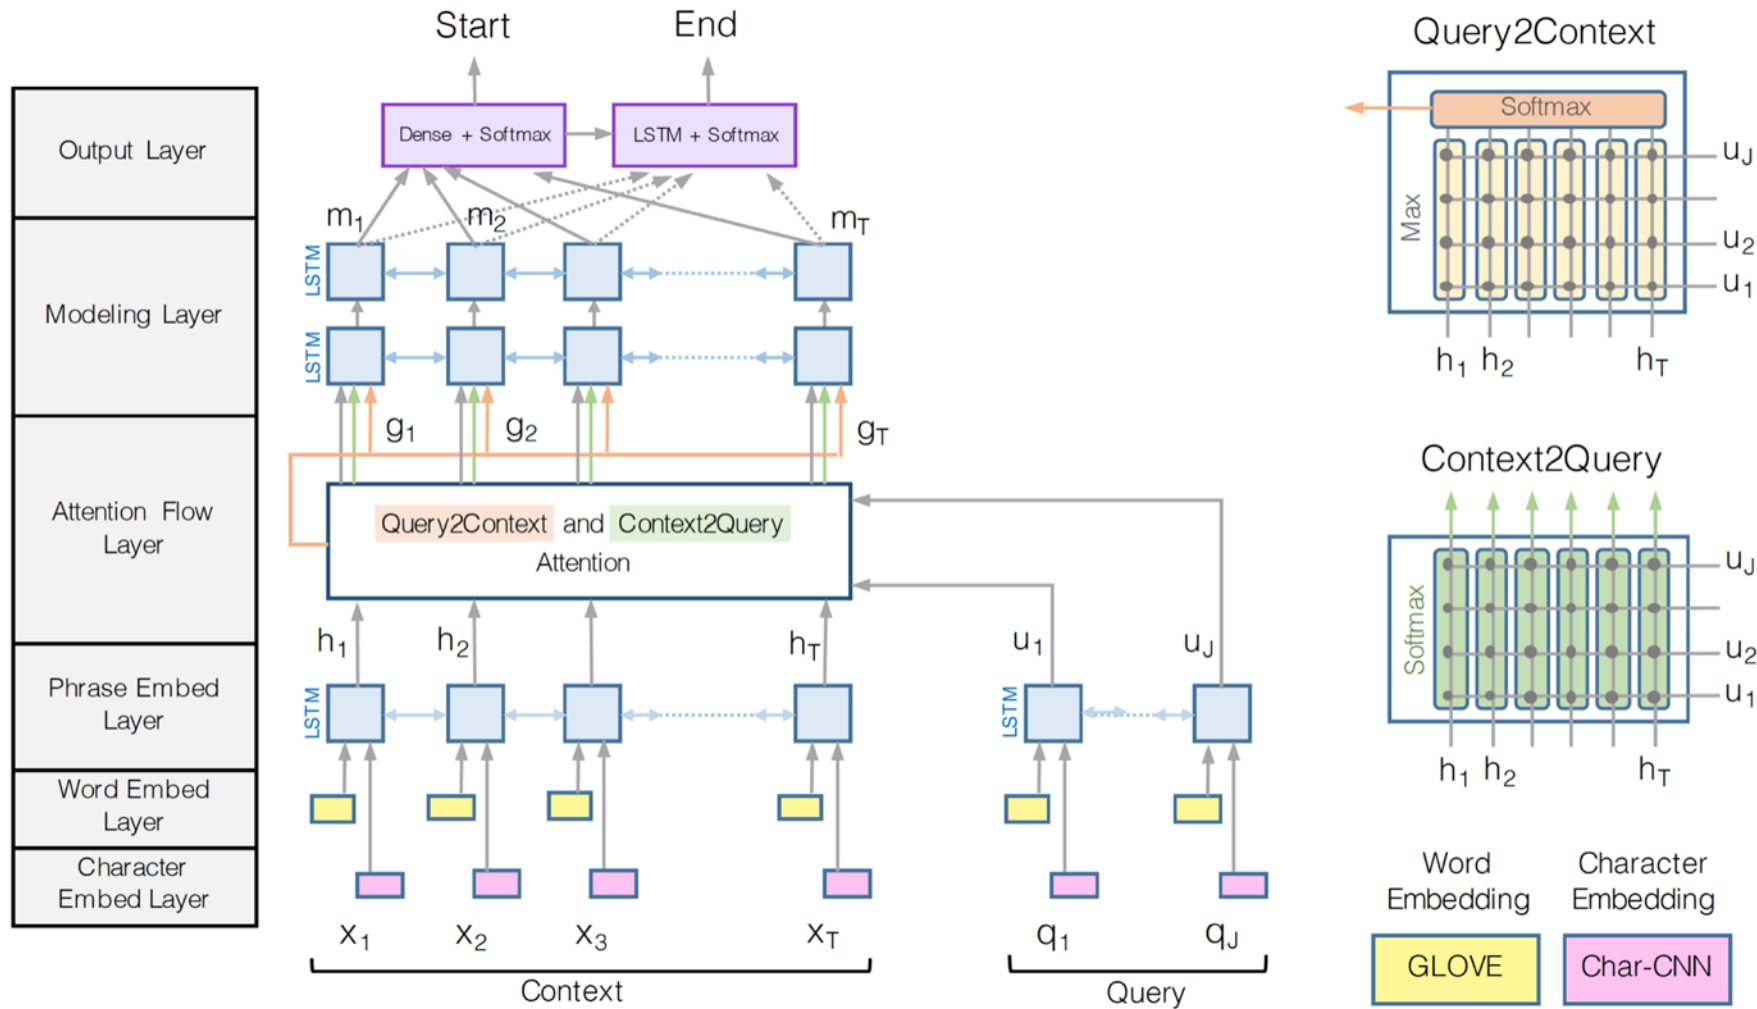 Start
End
Query2Context
Output Layer
Dense + Softmax
LSTM + Softmax
Softmax
Max
u_J
u_2
u_1
h_1 h_2 h_T
m_1
m_2
m_T
Modeling Layer
LSTM
LSTM
g_1
g_2
g_T
Attention Flow
Layer
Query2Context and Context2Query
Attention
Context2Query
Softmax
u_J
u_2
u_1
h_1 h_2 h_T
h_1
h_2
h_T
u_1
u_J
Phrase Embed
Layer
LSTM
LSTM
Word Embed
Layer
Character
Embed Layer
x_1
x_2
x_3
x_T
q_1
q_J
Context
Query
Word
Embedding
Character
Embedding
GLOVE
Char-CNN